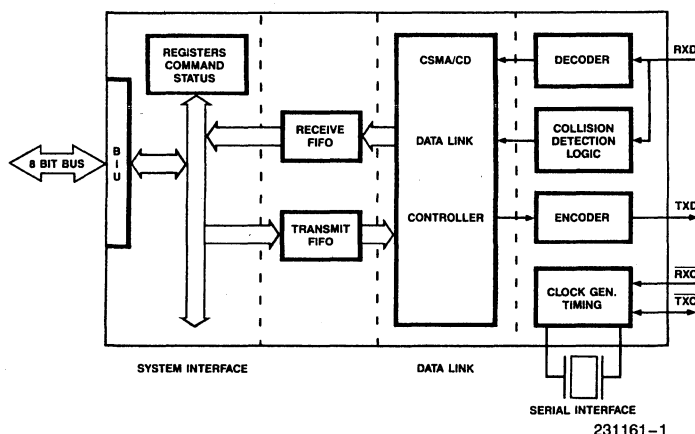 REGISTERS
COMMAND
STATUS
CSMA/CD
DECODER
RXD
8 BIT BUS
BIU
RECEIVE
FIFO
DATA LINK
COLLISION
DETECTION
LOGIC
TRANSMIT
FIFO
CONTROLLER
ENCODER
TXD
CLOCK GEN.
TIMING
RXC
TXC
SYSTEM INTERFACE
DATA LINK
SERIAL INTERFACE
231161–1